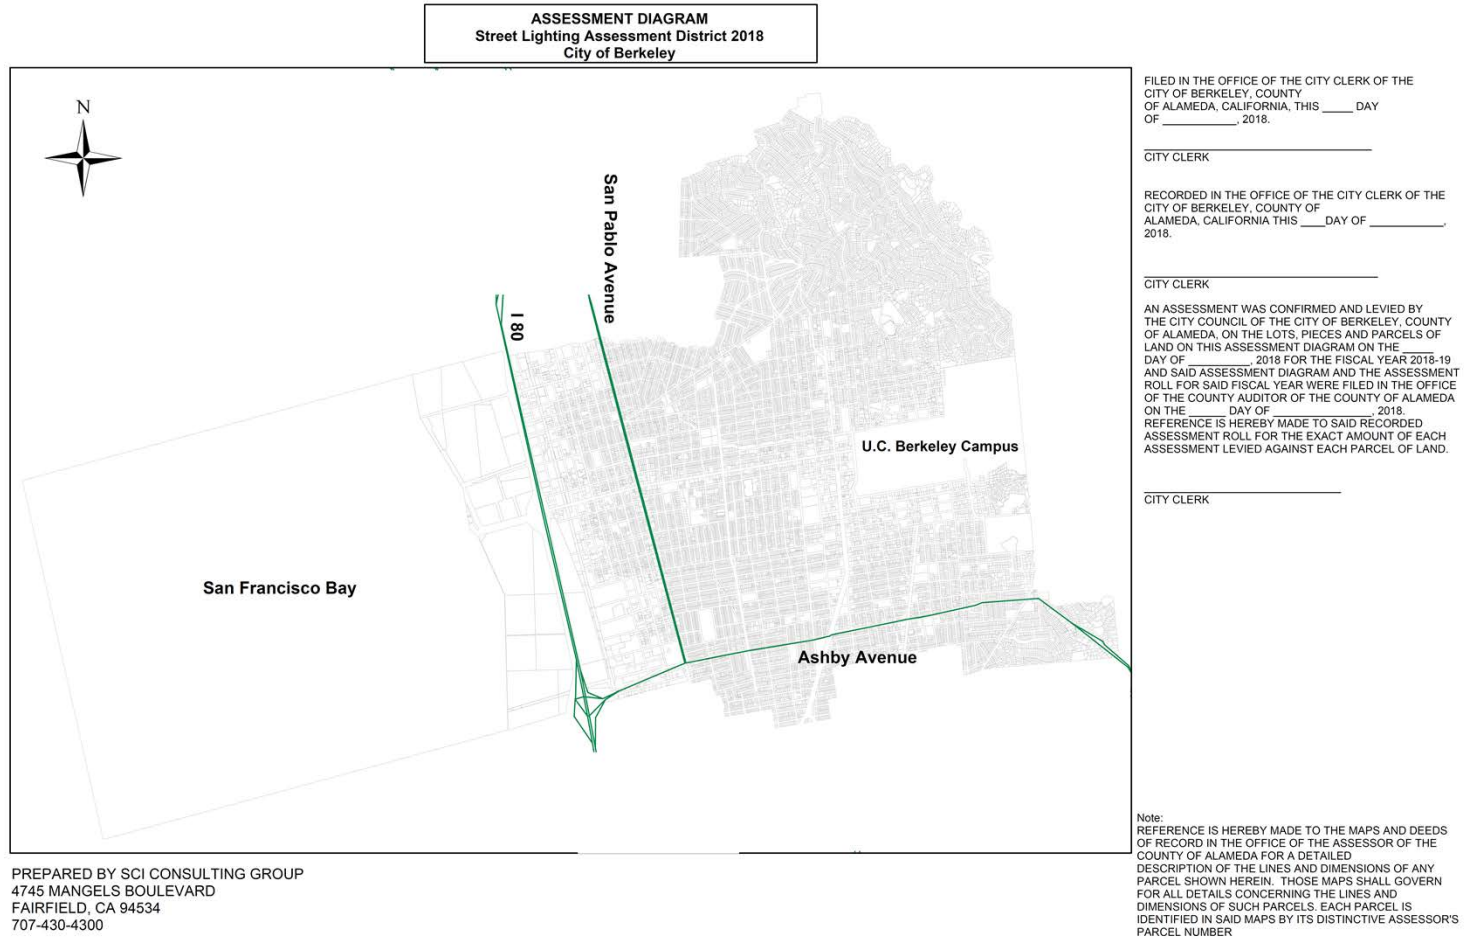 ASSESSMENT DIAGRAM
Street Lighting Assessment District 2018
City of Berkeley
N
San Pablo Avenue
I 80
U.C. Berkeley Campus
San Francisco Bay
Ashby Avenue
FILED IN THE OFFICE OF THE CITY CLERK OF THE
CITY OF BERKELEY, COUNTY
OF ALAMEDA, CALIFORNIA, THIS _____ DAY
OF ____________, 2018.
CITY CLERK
RECORDED IN THE OFFICE OF THE CITY CLERK OF THE
CITY OF BERKELEY, COUNTY OF
ALAMEDA, CALIFORNIA THIS ____DAY OF ____________,
2018.
CITY CLERK
AN ASSESSMENT WAS CONFIRMED AND LEVIED BY
THE CITY COUNCIL OF THE CITY OF BERKELEY, COUNTY
OF ALAMEDA, ON THE LOTS, PIECES AND PARCELS OF
LAND ON THIS ASSESSMENT DIAGRAM ON THE _____
DAY OF __________, 2018 FOR THE FISCAL YEAR 2018-19
AND SAID ASSESSMENT DIAGRAM AND THE ASSESSMENT
ROLL FOR SAID FISCAL YEAR WERE FILED IN THE OFFICE
OF THE COUNTY AUDITOR OF THE COUNTY OF ALAMEDA
ON THE ______ DAY OF ________________, 2018.
REFERENCE IS HEREBY MADE TO SAID RECORDED
ASSESSMENT ROLL FOR THE EXACT AMOUNT OF EACH
ASSESSMENT LEVIED AGAINST EACH PARCEL OF LAND.
CITY CLERK
Note:
REFERENCE IS HEREBY MADE TO THE MAPS AND DEEDS
OF RECORD IN THE OFFICE OF THE ASSESSOR OF THE
COUNTY OF ALAMEDA FOR A DETAILED
DESCRIPTION OF THE LINES AND DIMENSIONS OF ANY
PARCEL SHOWN HEREIN. THOSE MAPS SHALL GOVERN
FOR ALL DETAILS CONCERNING THE LINES AND
DIMENSIONS OF SUCH PARCELS. EACH PARCEL IS
IDENTIFIED IN SAID MAPS BY ITS DISTINCTIVE ASSESSOR'S
PARCEL NUMBER
PREPARED BY SCI CONSULTING GROUP
4745 MANGELS BOULEVARD
FAIRFIELD, CA 94534
707-430-4300